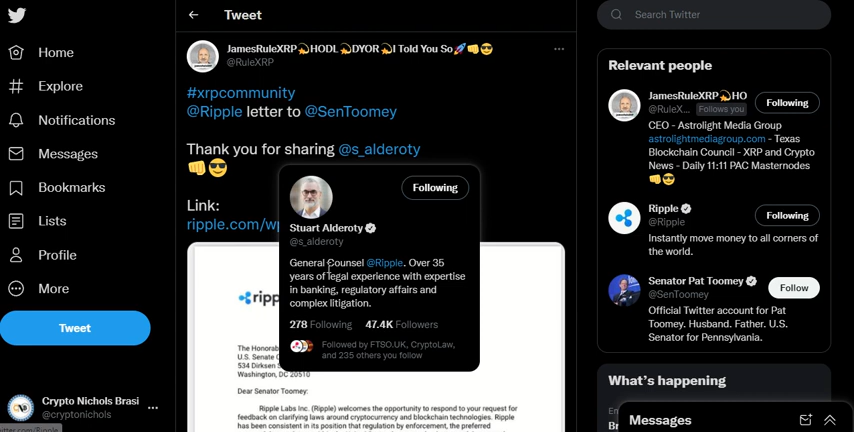 Home
Explore
Notifications
Messages
Bookmarks
Lists
Profile
More
Tweet
Crypto Nichols Brasi
@cryptonichols
Tweet
JamesRuleXRP💫HODL💫DYOR💫I Told You So🚀👊😎
@RuleXRP
#xrpcommunity
@Ripple letter to @SenToomey
Thank you for sharing @s_alderoty
👊😎
Link:
ripple.com/wp
Following
Stuart Alderoty
@s_alderoty
General Counsel @Ripple. Over 35
years of legal experience with expertise
in banking, regulatory affairs and
complex litigation.
278 Following 47.4K Followers
Followed by FTSO.UK, CryptoLaw,
and 235 others you follow
ripp
The Honorab
U.S. Senate C
534 Dirksen S
Washington, DC 20510
Dear Senator Toomey:
Ripple Labs Inc. (Ripple) welcomes the opportunity to respond to your request for
feedback on clarifying laws around cryptocurrency and blockchain technologies. Ripple
has been consistent in its position that regulation by enforcement, the preferred
Search Twitter
Relevant people
JamesRuleXRP💫HO
@RuleX... Follows you
Following
CEO - Astrolight Media Group
astrolightmediagroup.com - Texas
Blockchain Council - XRP and Crypto
News - Daily 11:11 PAC Masternodes
👊😎
Ripple
@Ripple
Following
Instantly move money to all corners of
the world.
Senator Pat Toomey
@SenToomey
Follow
Official Twitter account for Pat
Toomey. Husband. Father. U.S.
Senator for Pennsylvania.
What's happening
Messages